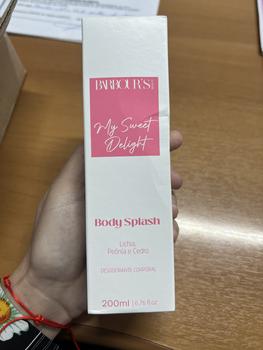 BARBOUR'S
My Sweet
Delight
Body Splash
Lichia,
Peônia e Cedro
DESODORANTE CORPORAL
200ml | 6.76 fl oz